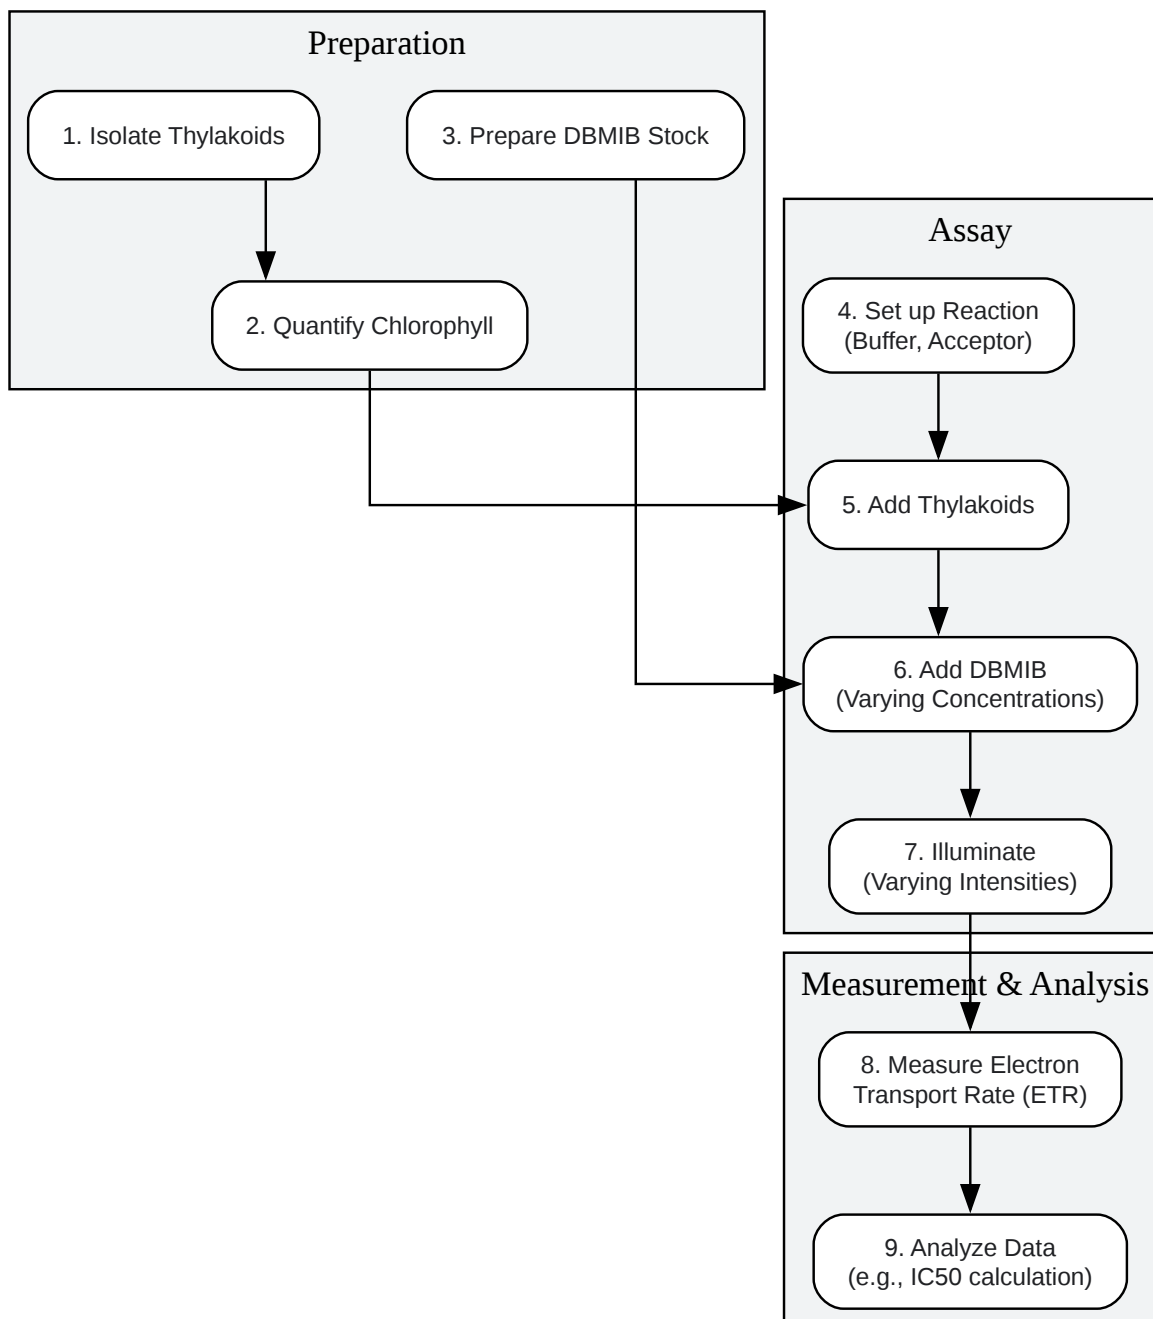 Preparation
1. Isolate Thylakoids
3. Prepare DBMIB Stock
2. Quantify Chlorophyll
Assay
4. Set up Reaction
(Buffer, Acceptor)
5. Add Thylakoids
6. Add DBMIB
(Varying Concentrations)
7. Illuminate
(Varying Intensities)
Measurement & Analysis
8. Measure Electron
Transport Rate (ETR)
9. Analyze Data
(e.g., IC50 calculation)